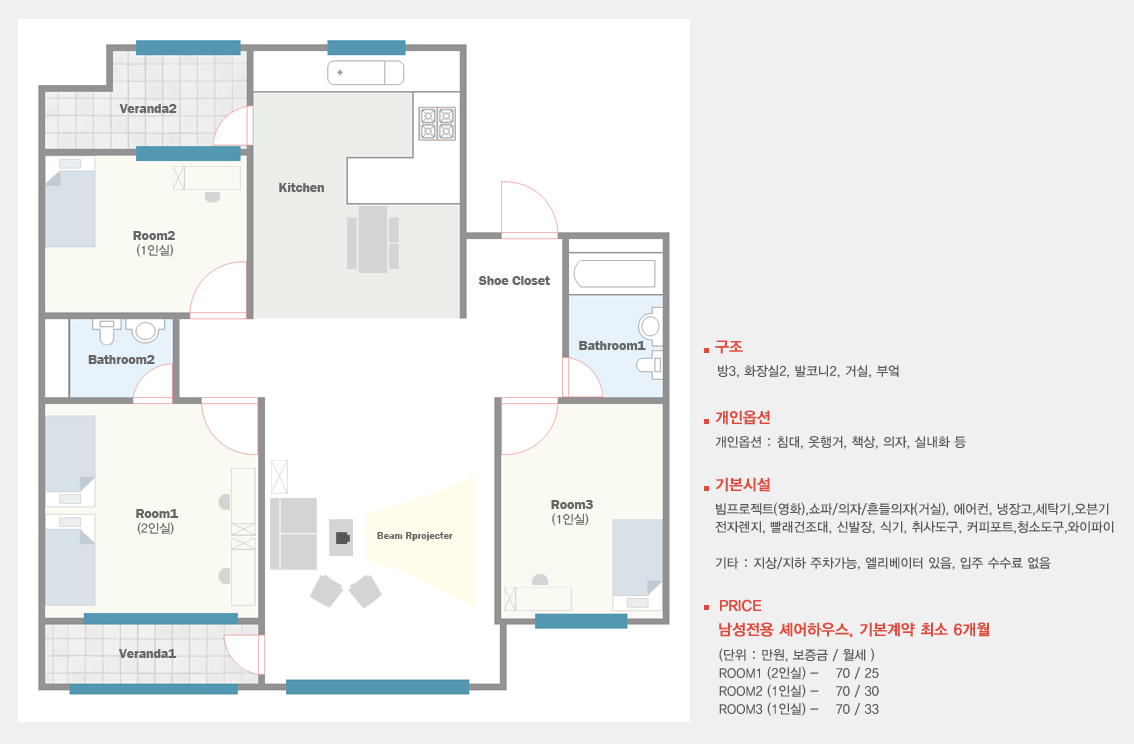 Veranda2
Kitchen
Room2
(1인실)
Shoe Closet
Bathroom2
Bathroom1
Room1
(2인실)
Room3
(1인실)
Beam Rprojecter
Veranda1
구조
방3, 화장실2, 발코니2, 거실, 부엌
개인옵션
개인옵션 : 침대, 옷행거, 책상, 의자, 실내화 등
기본시설
빔프로젝트(영화),쇼파/의자/흔들의자(거실), 에어컨, 냉장고,세탁기,오븐기
전자렌지, 빨래건조대, 신발장, 식기, 취사도구, 커피포트,청소도구,와이파이
기타 : 지상/지하 주차가능, 엘리베이터 있음, 입주 수수료 없음
PRICE
남성전용 셰어하우스, 기본계약 최소 6개월
(단위 : 만원, 보증금 / 월세 )
ROOM1 (2인실) - 70 / 25
ROOM2 (1인실) - 70 / 30
ROOM3 (1인실) - 70 / 33